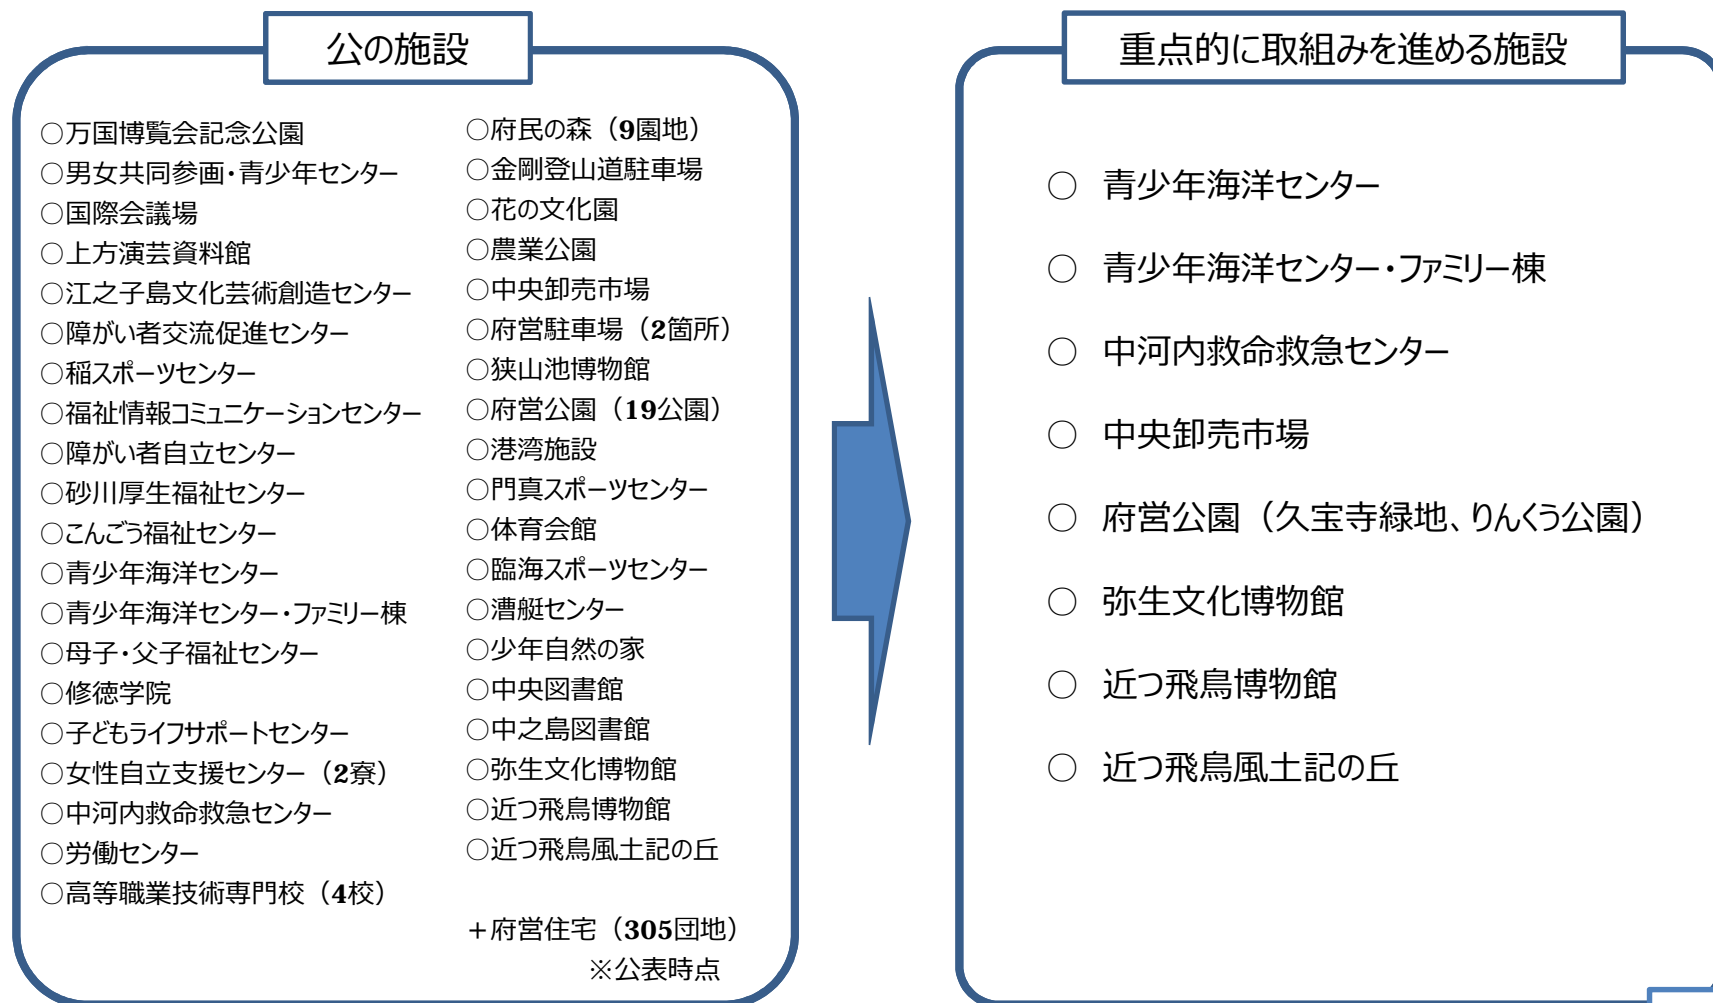 公の施設
○万国博覧会記念公園
○男女共同参画・青少年センター
○国際会議場
○上方演芸資料館
○江之子島文化芸術創造センター
○障がい者交流促進センター
○稲スポーツセンター
○福祉情報コミュニケーションセンター
○障がい者自立センター
○砂川厚生福祉センター
○こんごう福祉センター
○青少年海洋センター
○青少年海洋センター・ファミリー棟
○母子・父子福祉センター
○修徳学院
○子どもライフサポートセンター
○女性自立支援センター（2寮）
○中河内救命救急センター
○労働センター
○高等職業技術専門校（4校）
○府民の森（9園地）
○金剛登山道駐車場
○花の文化園
○農業公園
○中央卸売市場
○府営駐車場（2箇所）
○狭山池博物館
○府営公園（19公園）
○港湾施設
○門真スポーツセンター
○体育会館
○臨海スポーツセンター
○漕艇センター
○少年自然の家
○中央図書館
○中之島図書館
○弥生文化博物館
○近つ飛鳥博物館
○近つ飛鳥風土記の丘
＋府営住宅（305団地）
※公表時点
重点的に取組みを進める施設
○ 青少年海洋センター
○ 青少年海洋センター・ファミリー棟
○ 中河内救命救急センター
○ 中央卸売市場
○ 府営公園（久宝寺緑地、りんくう公園）
○ 弥生文化博物館
○ 近つ飛鳥博物館
○ 近つ飛鳥風土記の丘